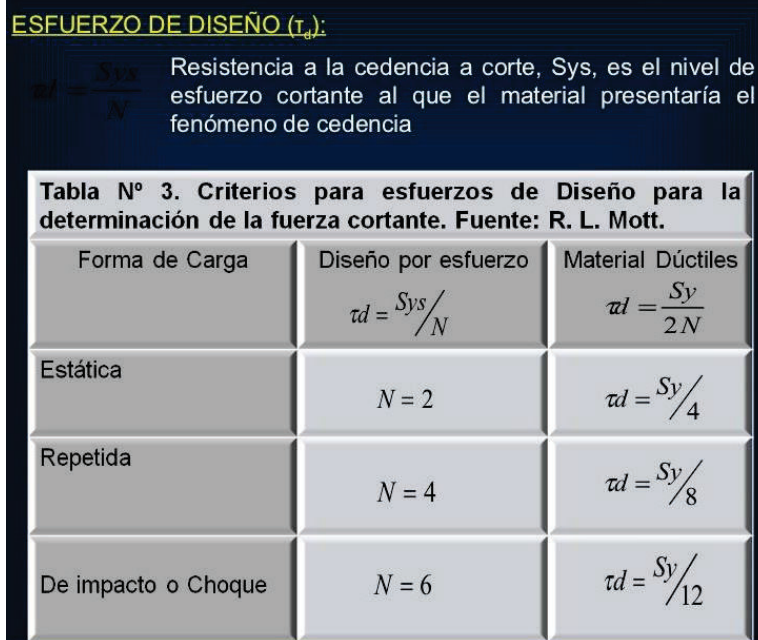 ESFUERZO DE DISEÑO (τd):
τd = Sys/N
Resistencia a la cedencia a corte, Sys, es el nivel de
esfuerzo cortante al que el material presentaría el
fenómeno de cedencia
Tabla Nº 3. Criterios para esfuerzos de Diseño para la
determinación de la fuerza cortante. Fuente: R. L. Mott.
Forma de Carga
Diseño por esfuerzo
τd = Sys/N
Material Dúctiles
τd = Sy/2N
Estática
N = 2
τd = Sy/4
Repetida
N = 4
τd = Sy/8
De impacto o Choque
N = 6
τd = Sy/12